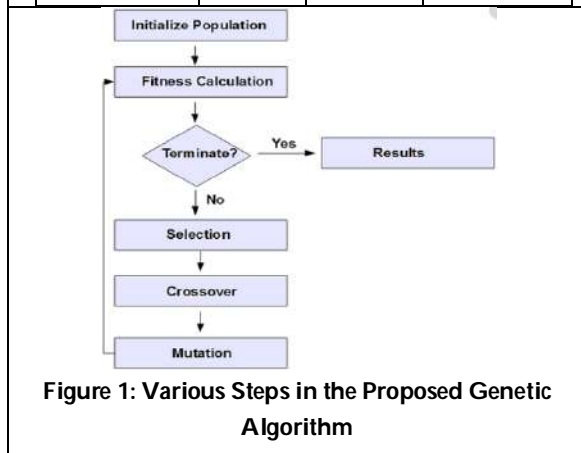 Initialize Population
Fitness Calculation
Terminate?
Yes
Results
No
Selection
Crossover
Mutation
Figure 1: Various Steps in the Proposed Genetic
Algorithm